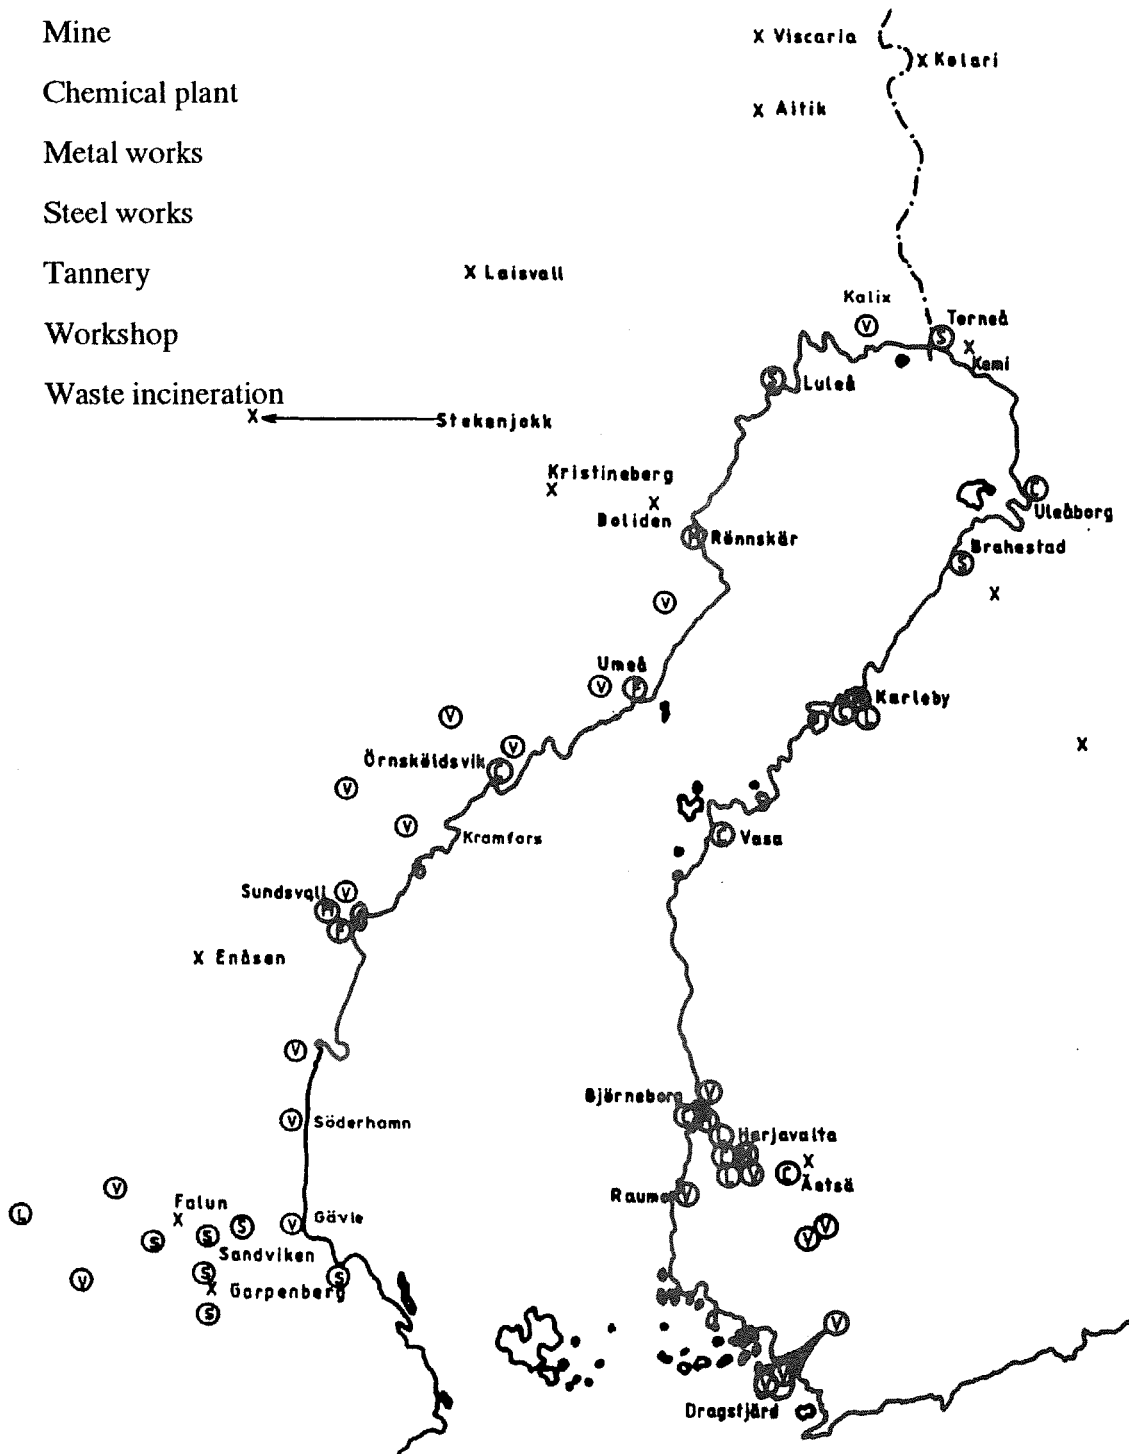 Mine
x Viscaria
x Kolari
Chemical plant
x Aitik
Metal works
Steel works
Tannery
x Laisvall
Kalix
V
Torneå
S
Workshop
x
Kemi
S
Luleå
Waste incineration
x
Stekenjokk
Kristineberg
x
x
C
Uleåborg
Boliden
M
Rönnskär
Brahestad
S
x
V
Umeå
V
F
Karleby
C
L
V
V
x
Örnsköldsvik
C
V
V
Kramfors
C
Vasa
Sundsvall
V
M
F
x Enåsen
V
Björneborg
V
C
V
Söderhamn
L
Harjavalta
x
L
V
C
Äetsä
V
Falun
x
Rauma
V
L
V
Gävle
S
S
S
V
V
Sandviken
V
S
S
x
Garpenberg
S
V
V
V
Dragsfjärd